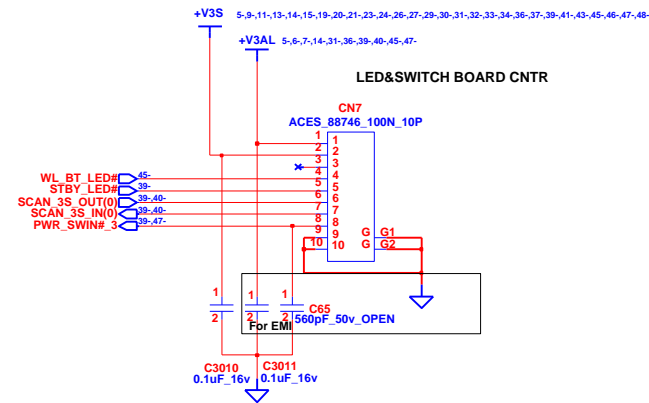 +V3S 5-,9-,11-,13-,14-,15-,19-,20-,21-,23-,24-,26-,27-,29-,30-,31-,32-,33-,34-,36-,37-,39-,41-,43-,45-,46-,47-,48-
+V3AL 5-,6-,7-,14-,31-,36-,39-,40-,45-,47-
LED&SWITCH BOARD CNTR
CN7
ACES_88746_100N_10P
1 1
2 2
3 3
4 4
WL_BT_LED# 45- 5 5
STBY_LED# 39- 6 6
SCAN_3S_OUT(0) 39-,40- 7 7
SCAN_3S_IN(0) 39-,40- 8 8
PWR_SWIN#_3 39-,47- 9 9 G G1
10 10 G G2
1 1 1
C65
2 2 2 560pF_50v_OPEN
For EMI
C3010 C3011
0.1uF_16v 0.1uF_16v